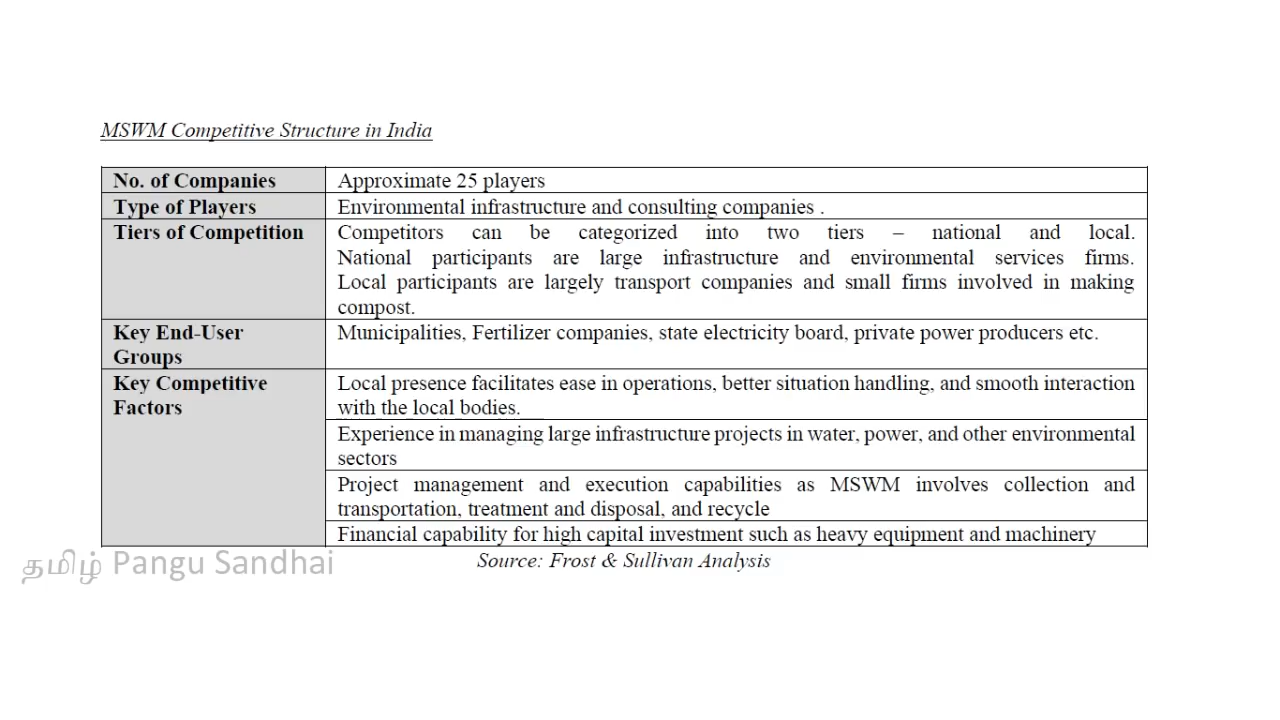 MSWM Competitive Structure in India
No. of Companies
Approximate 25 players
Type of Players
Environmental infrastructure and consulting companies .
Tiers of Competition
Competitors can be categorized into two tiers – national and local.
National participants are large infrastructure and environmental services firms.
Local participants are largely transport companies and small firms involved in making
compost.
Key End-User
Groups
Municipalities, Fertilizer companies, state electricity board, private power producers etc.
Key Competitive
Factors
Local presence facilitates ease in operations, better situation handling, and smooth interaction
with the local bodies.
Experience in managing large infrastructure projects in water, power, and other environmental
sectors
Project management and execution capabilities as MSWM involves collection and
transportation, treatment and disposal, and recycle
Financial capability for high capital investment such as heavy equipment and machinery
தமிழ் Pangu Sandhai
Source: Frost & Sullivan Analysis